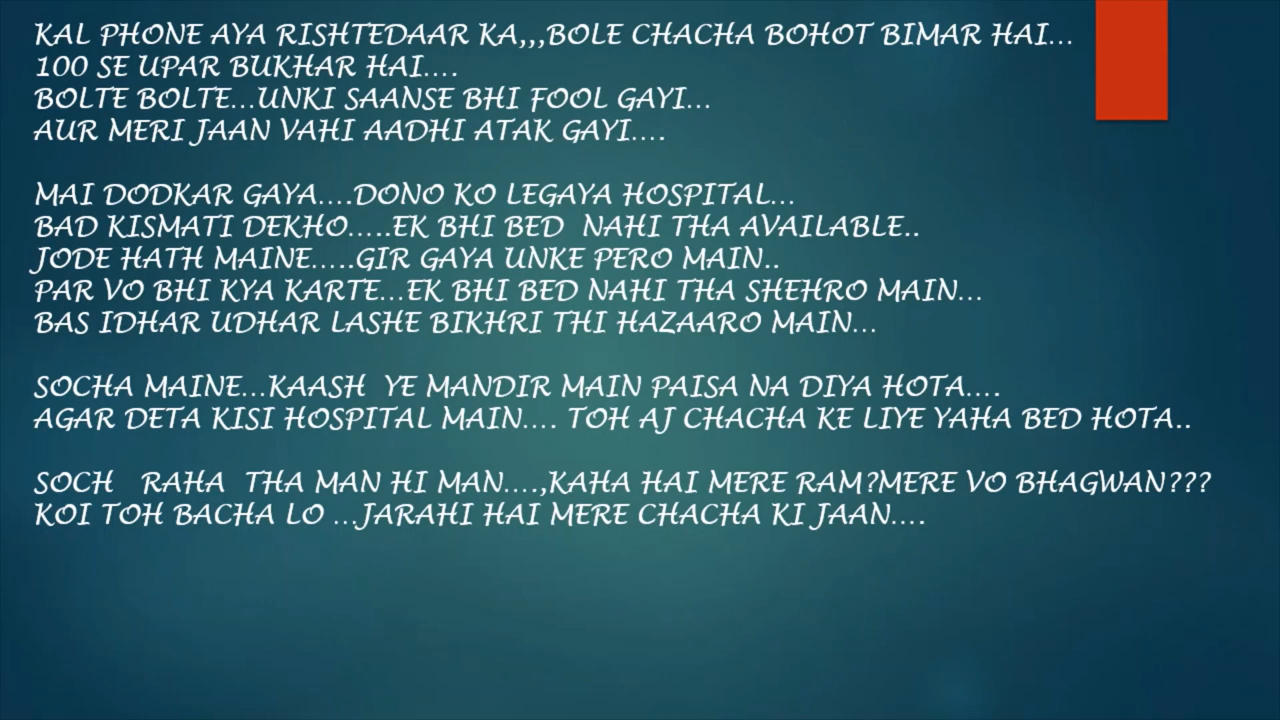 KAL PHONE AYA RISHTEDAAR KA,,,BOLE CHACHA BOHOT BIMAR HAI...
100 SE UPAR BUKHAR HAI....
BOLTE BOLTE...UNKI SAANSE BHI FOOL GAYI...
AUR MERI JAAN VAHI AADHI ATAK GAYI....
MAI DODKAR GAYA....DONO KO LEGAYA HOSPITAL...
BAD KISMATI DEKHO.....EK BHI BED NAHI THA AVAILABLE..
JODE HATH MAINE.....GIR GAYA UNKE PERO MAIN..
PAR VO BHI KYA KARTE...EK BHI BED NAHI THA SHEHRO MAIN...
BAS IDHAR UDHAR LASHE BIKHRI THI HAZAARO MAIN...
SOCHA MAINE...KAASH YE MANDIR MAIN PAISA NA DIYA HOTA....
AGAR DETA KISI HOSPITAL MAIN.... TOH AJ CHACHA KE LIYE YAHA BED HOTA..
SOCH RAHA THA MAN HI MAN....,KAHA HAI MERE RAM?MERE VO BHAGWAN???
KOI TOH BACHA LO ...JARAHI HAI MERE CHACHA KI JAAN....